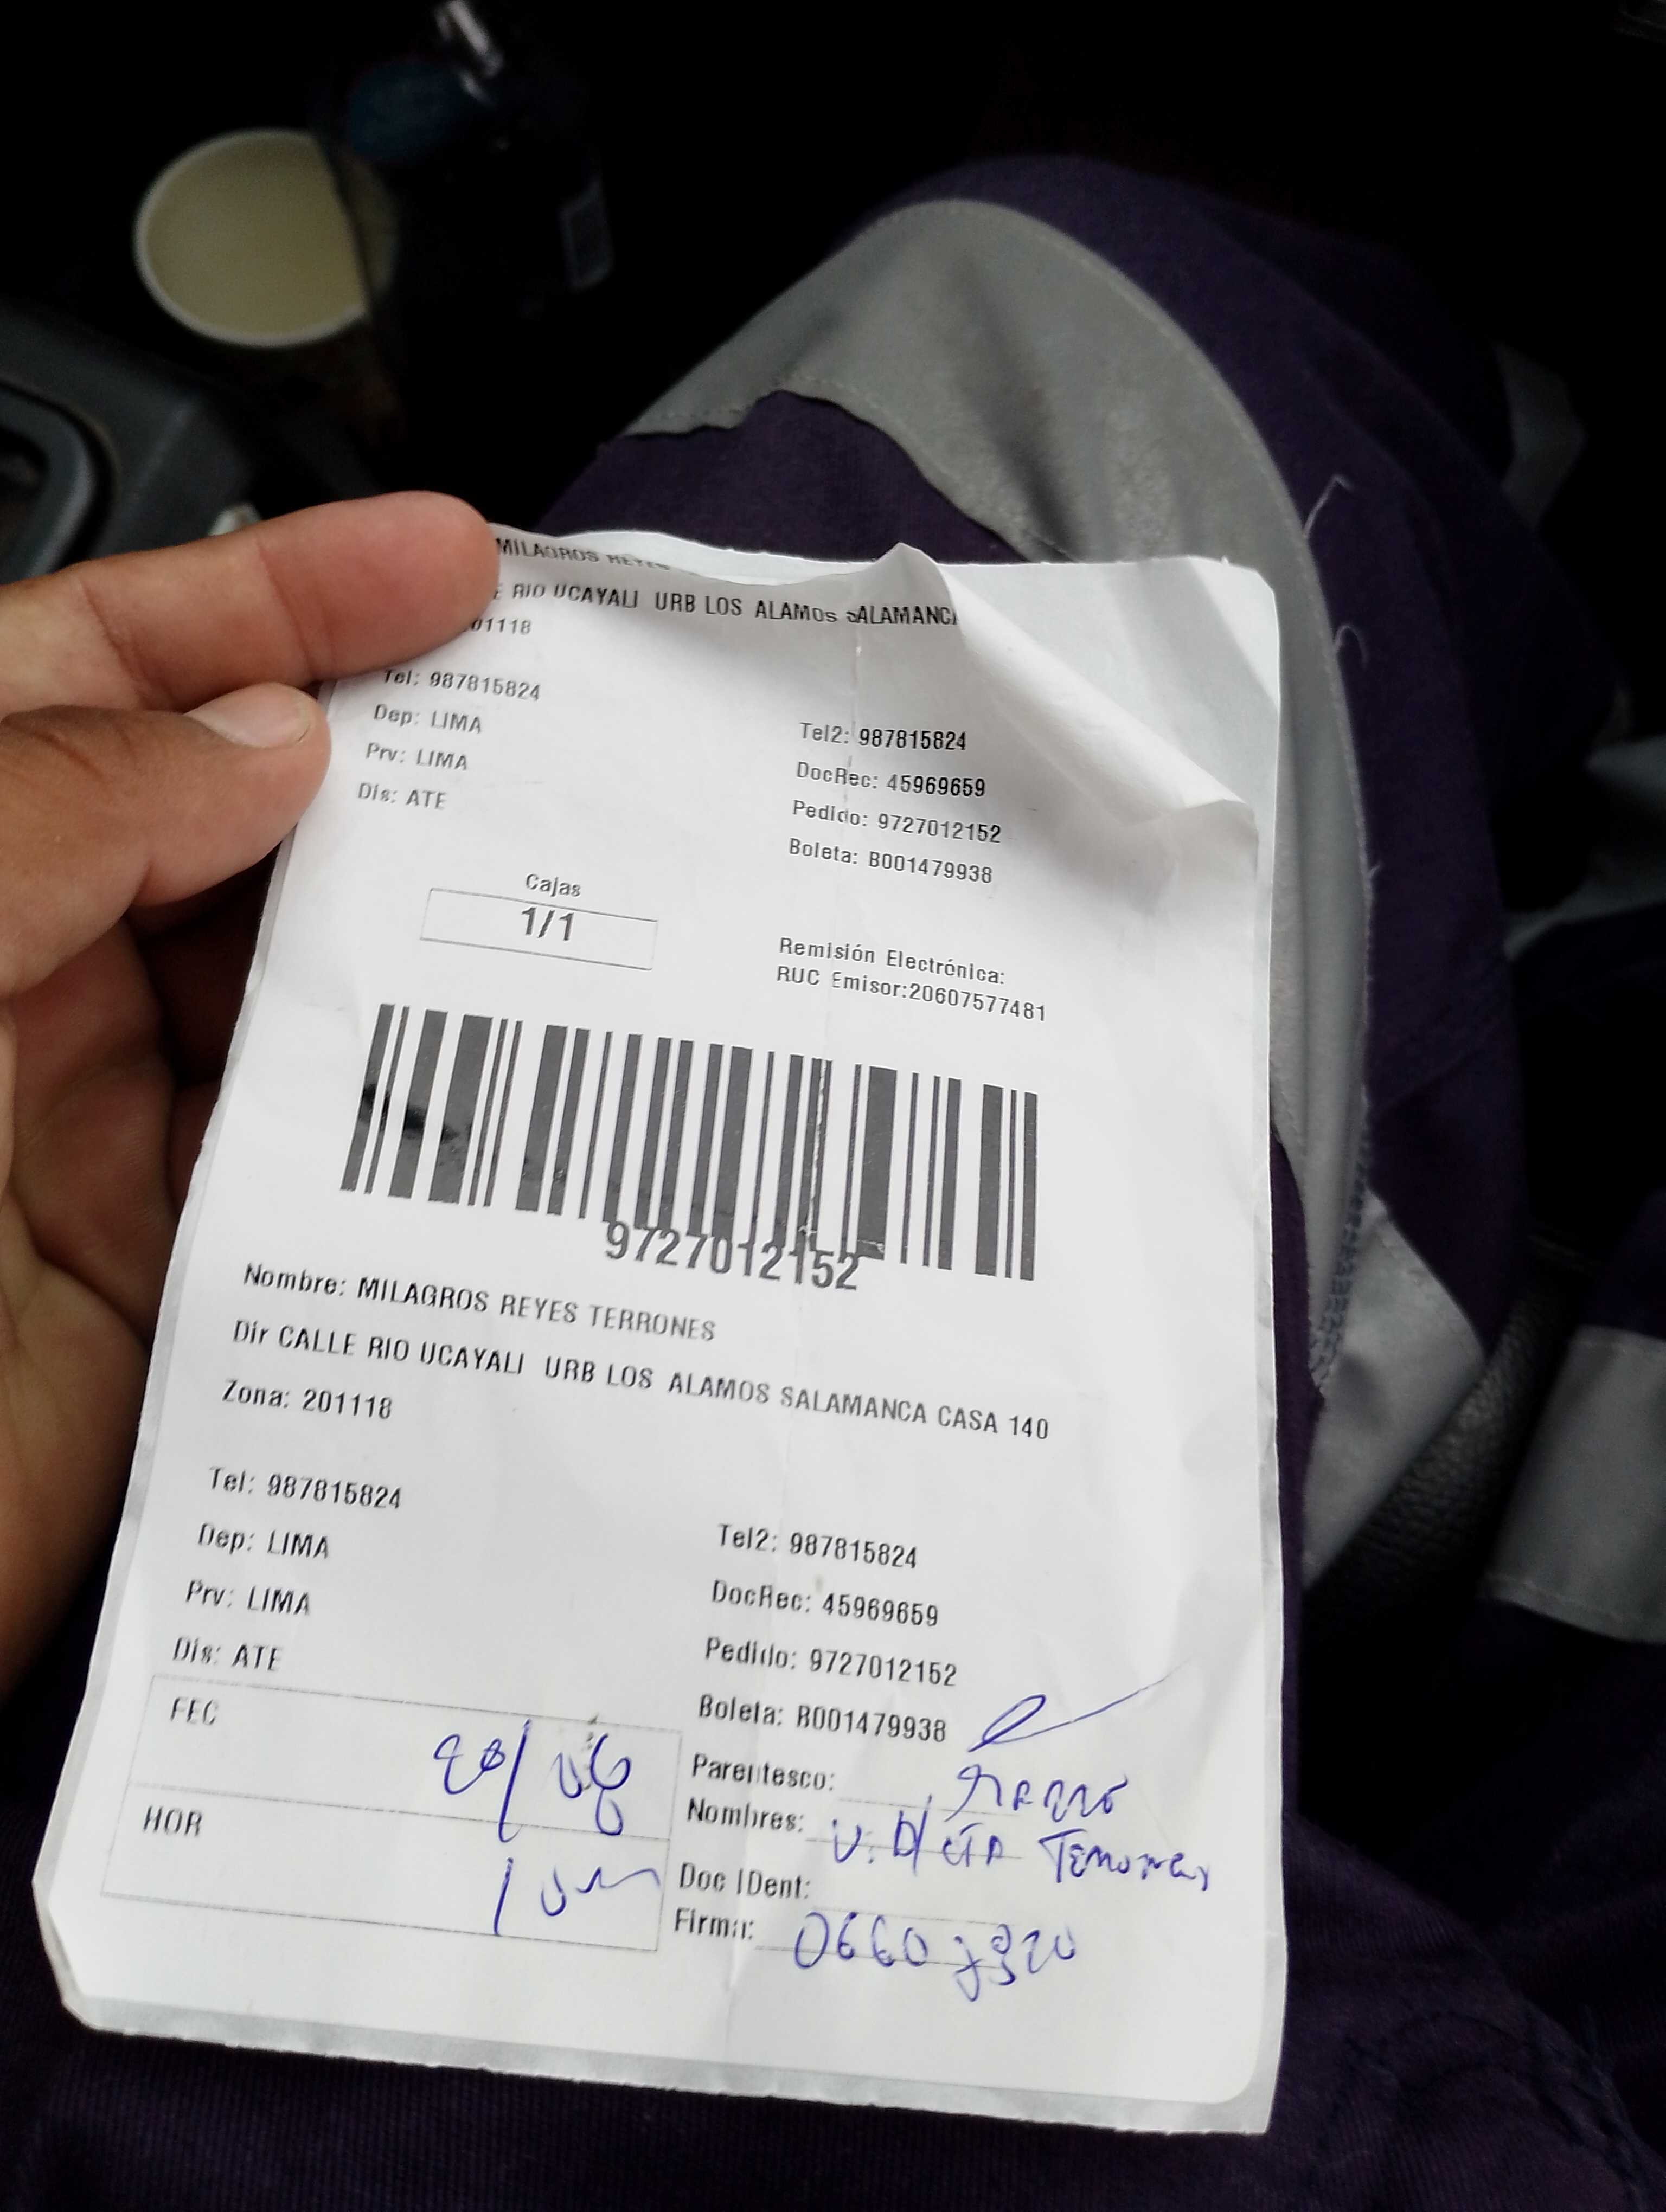 MILAGROS REYES
RIO UCAYALI URB LOS ALAMOS SALAMANCA
01118
Tel: 987815824
Dep: LIMA
Prv: LIMA
Dis: ATE
Tel2: 987815824
DocRec: 45969659
Pedido: 9727012152
Boleta: B001479938
Cajas
1/1
Remisión Electrónica:
RUC Emisor:20607577481
9727012152
Nombre: MILAGROS REYES TERRONES
Dir CALLE RIO UCAYALI URB LOS ALAMOS SALAMANCA CASA 140
Zona: 201118
Tel: 987815824
Dep: LIMA
Prv: LIMA
Dis: ATE
Tel2: 987815824
DocRec: 45969659
Pedido: 9727012152
Boleta: B001479938
FEC
HOR
Parentesco:
Nombres:
Doc IDent:
Firma: